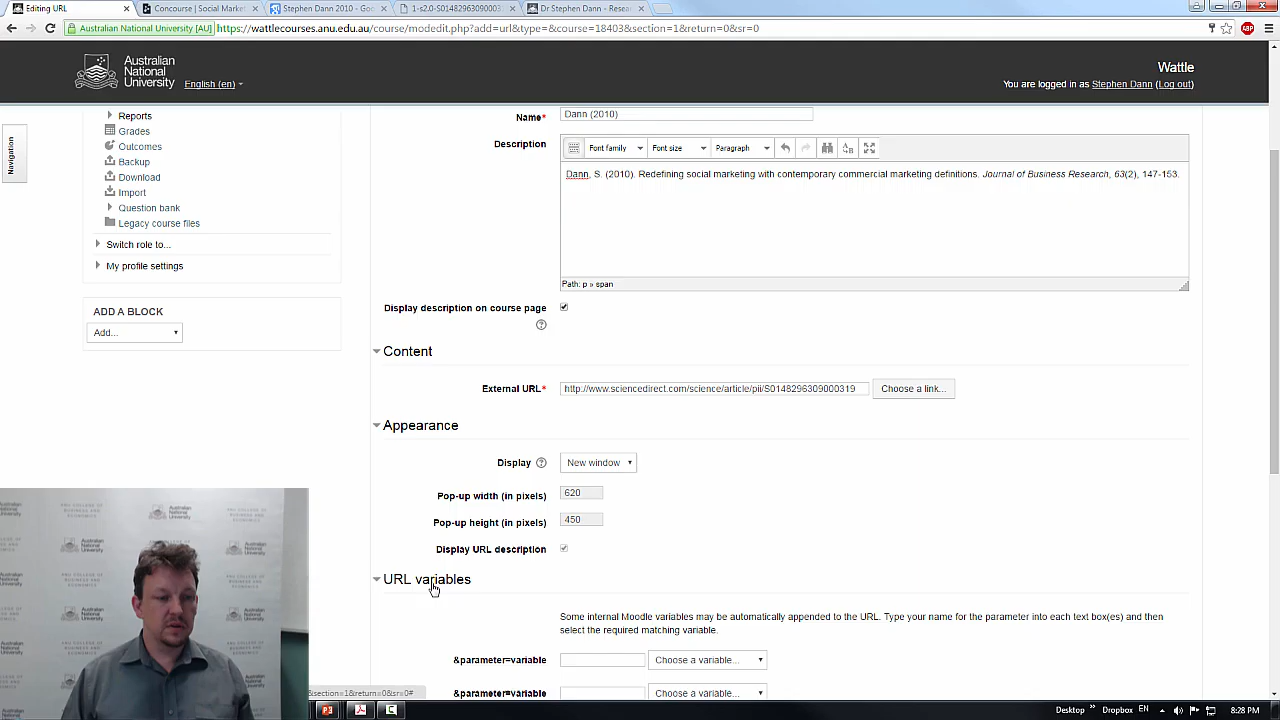 Editing URL
Concourse | Social Market
Stephen Dann 2010 - Goo
1-s2.0-S01482963090003
Dr Stephen Dann - Resear
Australian National University [AU]
https://wattlecourses.anu.edu.au/course/modedit.php?add=url&type=&course=18403&section=1&return=0&sr=0
ABP
Australian
National
University
English (en)
Wattle
You are logged in as Stephen Dann (Log out)
Navigation
Reports
Grades
Outcomes
Backup
Download
Import
Question bank
Legacy course files
Switch role to...
My profile settings
ADD A BLOCK
Add...
Name* Dann (2010)
Description
Font family
Font size
Paragraph
Dann, S. (2010). Redefining social marketing with contemporary commercial marketing definitions. Journal of Business Research, 63(2), 147-153.
Path: p » span
Display description on course page
Content
External URL* http://www.sciencedirect.com/science/article/pii/S0148296309000319 Choose a link...
Appearance
Display New window
Pop-up width (in pixels) 620
Pop-up height (in pixels) 450
Display URL description
URL variables
Some internal Moodle variables may be automatically appended to the URL. Type your name for the parameter into each text box(es) and then
select the required matching variable.
&parameter=variable Choose a variable...
&parameter=variable Choose a variable...
&section=1&return=0&sr=0#
Desktop
Dropbox
EN
8:28 PM